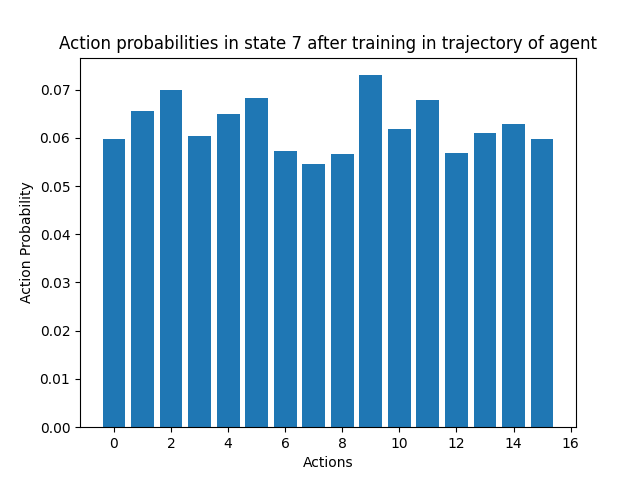 Action probabilities in state 7 after training in trajectory of agent
0.07
0.06
0.05
0.04
0.03
0.02
0.01
0.00
Action Probability
0 2 4 6 8 10 12 14 16
Actions